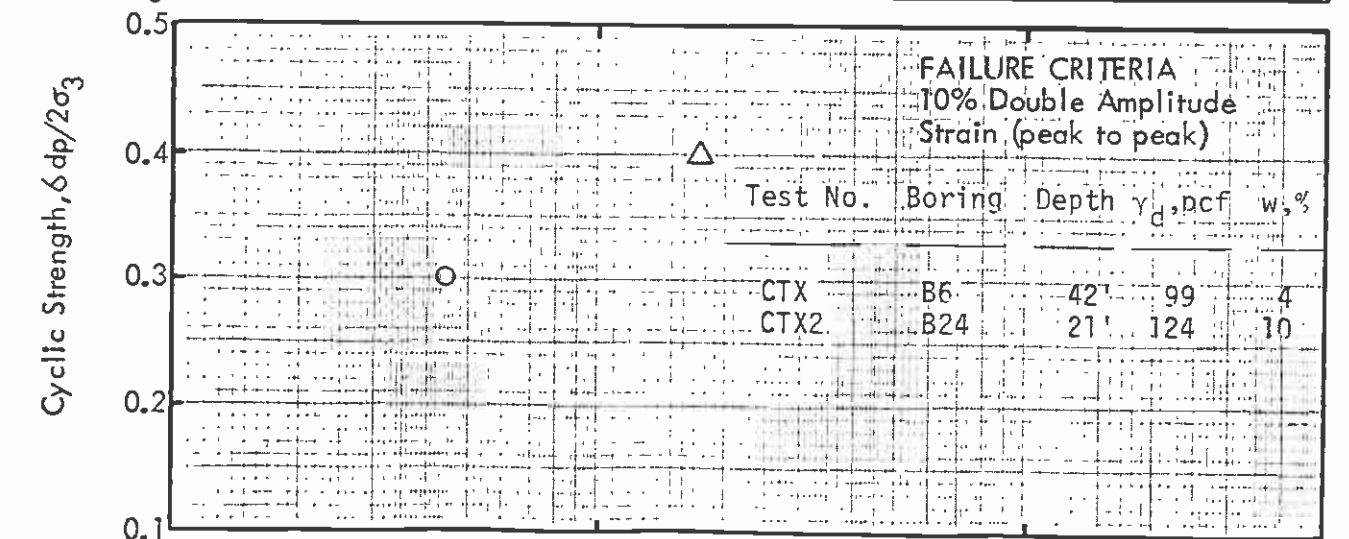 0.5
0.4
0.3
0.2
0.1
Cyclic Strength, σdp/2σ3
FAILURE CRITERIA
10% Double Amplitude
Strain (peak to peak)
Test No. Boring Depth γd,pcf w,%
CTX B6 42' 99 4
CTX2 B24 21' 124 10